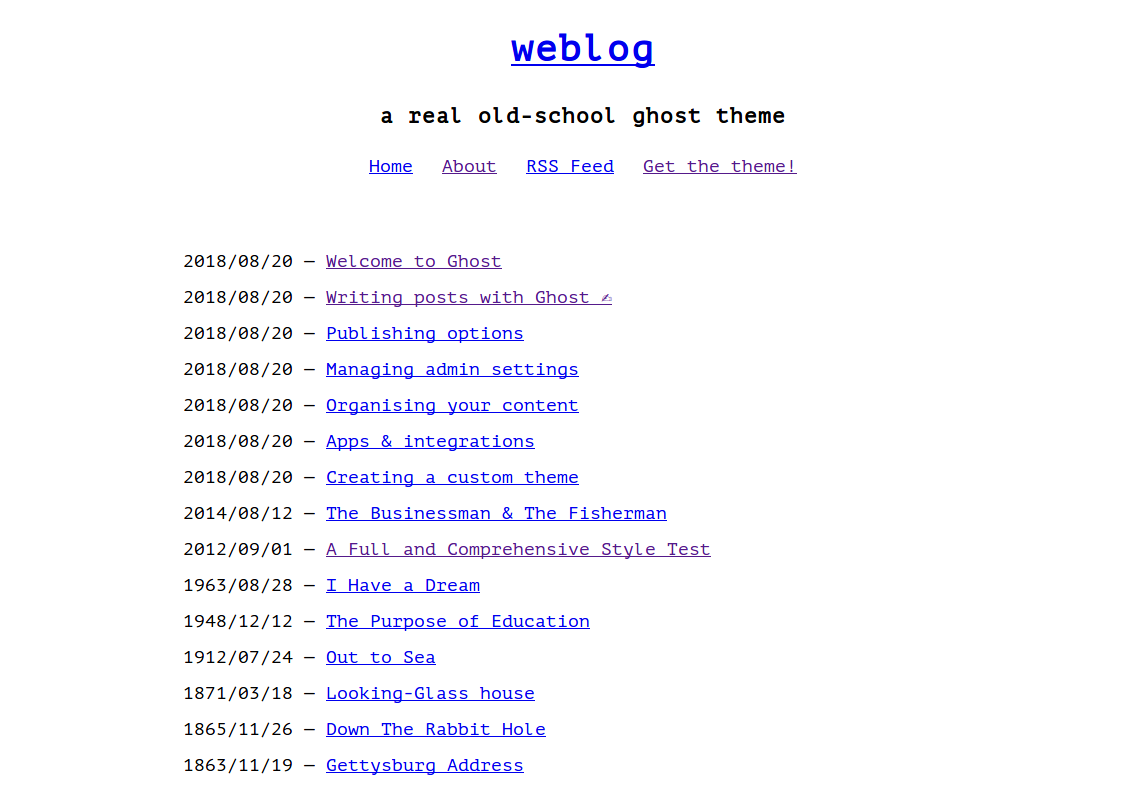 weblog
a real old-school ghost theme
Home About RSS Feed Get the theme!
2018/08/20 — Welcome to Ghost
2018/08/20 — Writing posts with Ghost ✍
2018/08/20 — Publishing options
2018/08/20 — Managing admin settings
2018/08/20 — Organising your content
2018/08/20 — Apps & integrations
2018/08/20 — Creating a custom theme
2014/08/12 — The Businessman & The Fisherman
2012/09/01 — A Full and Comprehensive Style Test
1963/08/28 — I Have a Dream
1948/12/12 — The Purpose of Education
1912/07/24 — Out to Sea
1871/03/18 — Looking-Glass house
1865/11/26 — Down The Rabbit Hole
1863/11/19 — Gettysburg Address